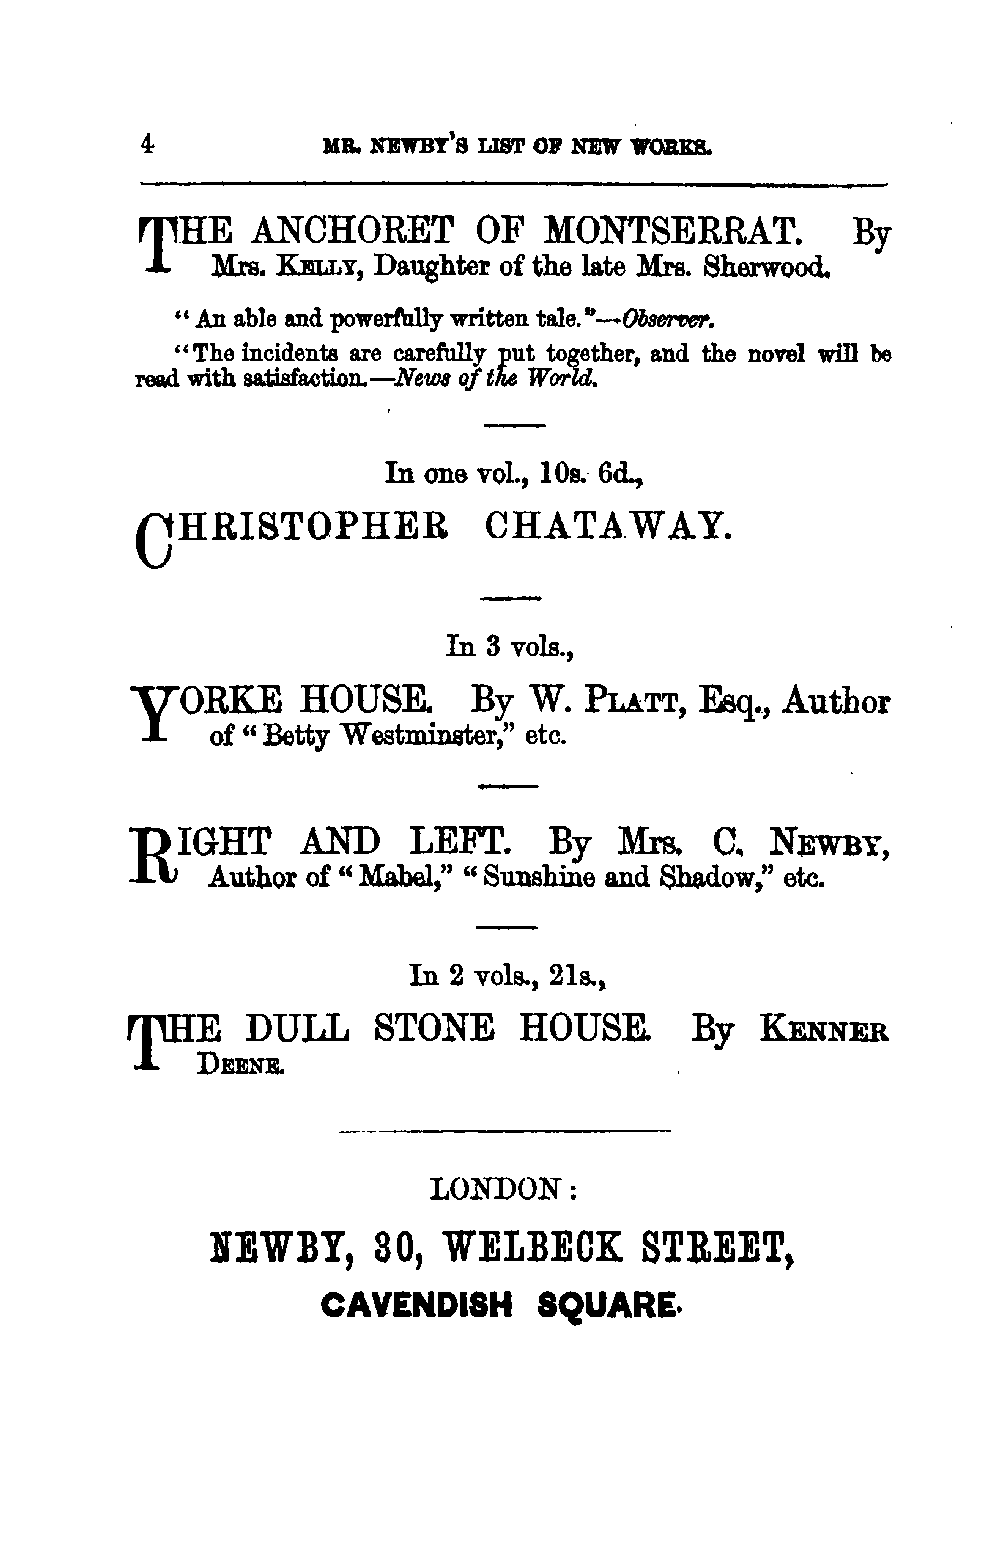 4 MR. NEWBY'S LIST OF NEW WORKS.
THE ANCHORET OF MONTSERRAT. By
Mrs. KELLY, Daughter of the late Mrs. Sherwood.
“An able and powerfully written tale.”—Observer.
“The incidents are carefully put together, and the novel will be
read with satisfaction.—News of the World.
In one vol., 10s. 6d.,
CHRISTOPHER CHATAWAY.
In 3 vols.,
YORKE HOUSE. By W. PLATT, Esq., Author
of “Betty Westminster,” etc.
RIGHT AND LEFT. By Mrs. C. NEWBY,
Author of “Mabel,” “Sunshine and Shadow,” etc.
In 2 vols., 21s.,
THE DULL STONE HOUSE. By KENNER
DEENE.
LONDON:
NEWBY, 30, WELBECK STREET,
CAVENDISH SQUARE.